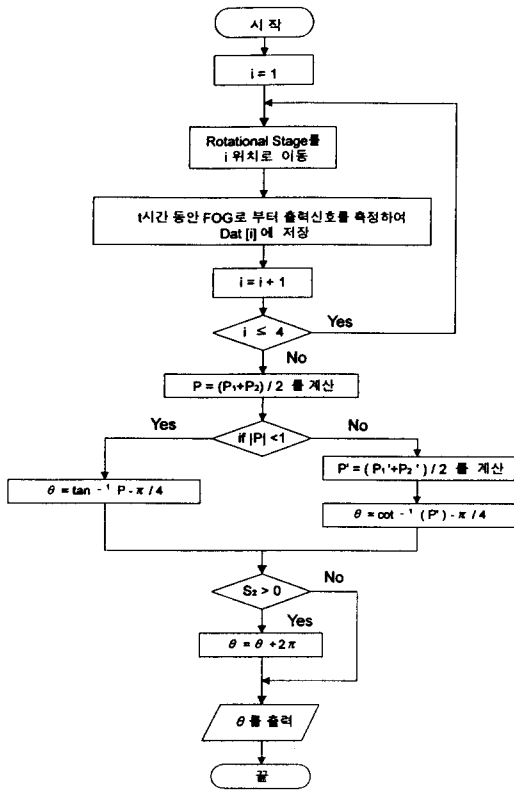 시 작
i = 1
Rotational Stage를
i 위치로 이동
t시간 동안 FOG로 부터 출력신호를 측정하여
Dat [i] 에 저장
i = i + 1
i ≤ 4
Yes
No
P = (P₁+P₂) / 2 를 계산
Yes
if |P| <1
No
P' = ( P₁'+P₂' ) / 2 를 계산
θ = tan ⁻¹ P - π / 4
θ = cot ⁻¹ (P') - π / 4
S₂ > 0
No
Yes
θ = θ +2π
θ 를 출력
끝